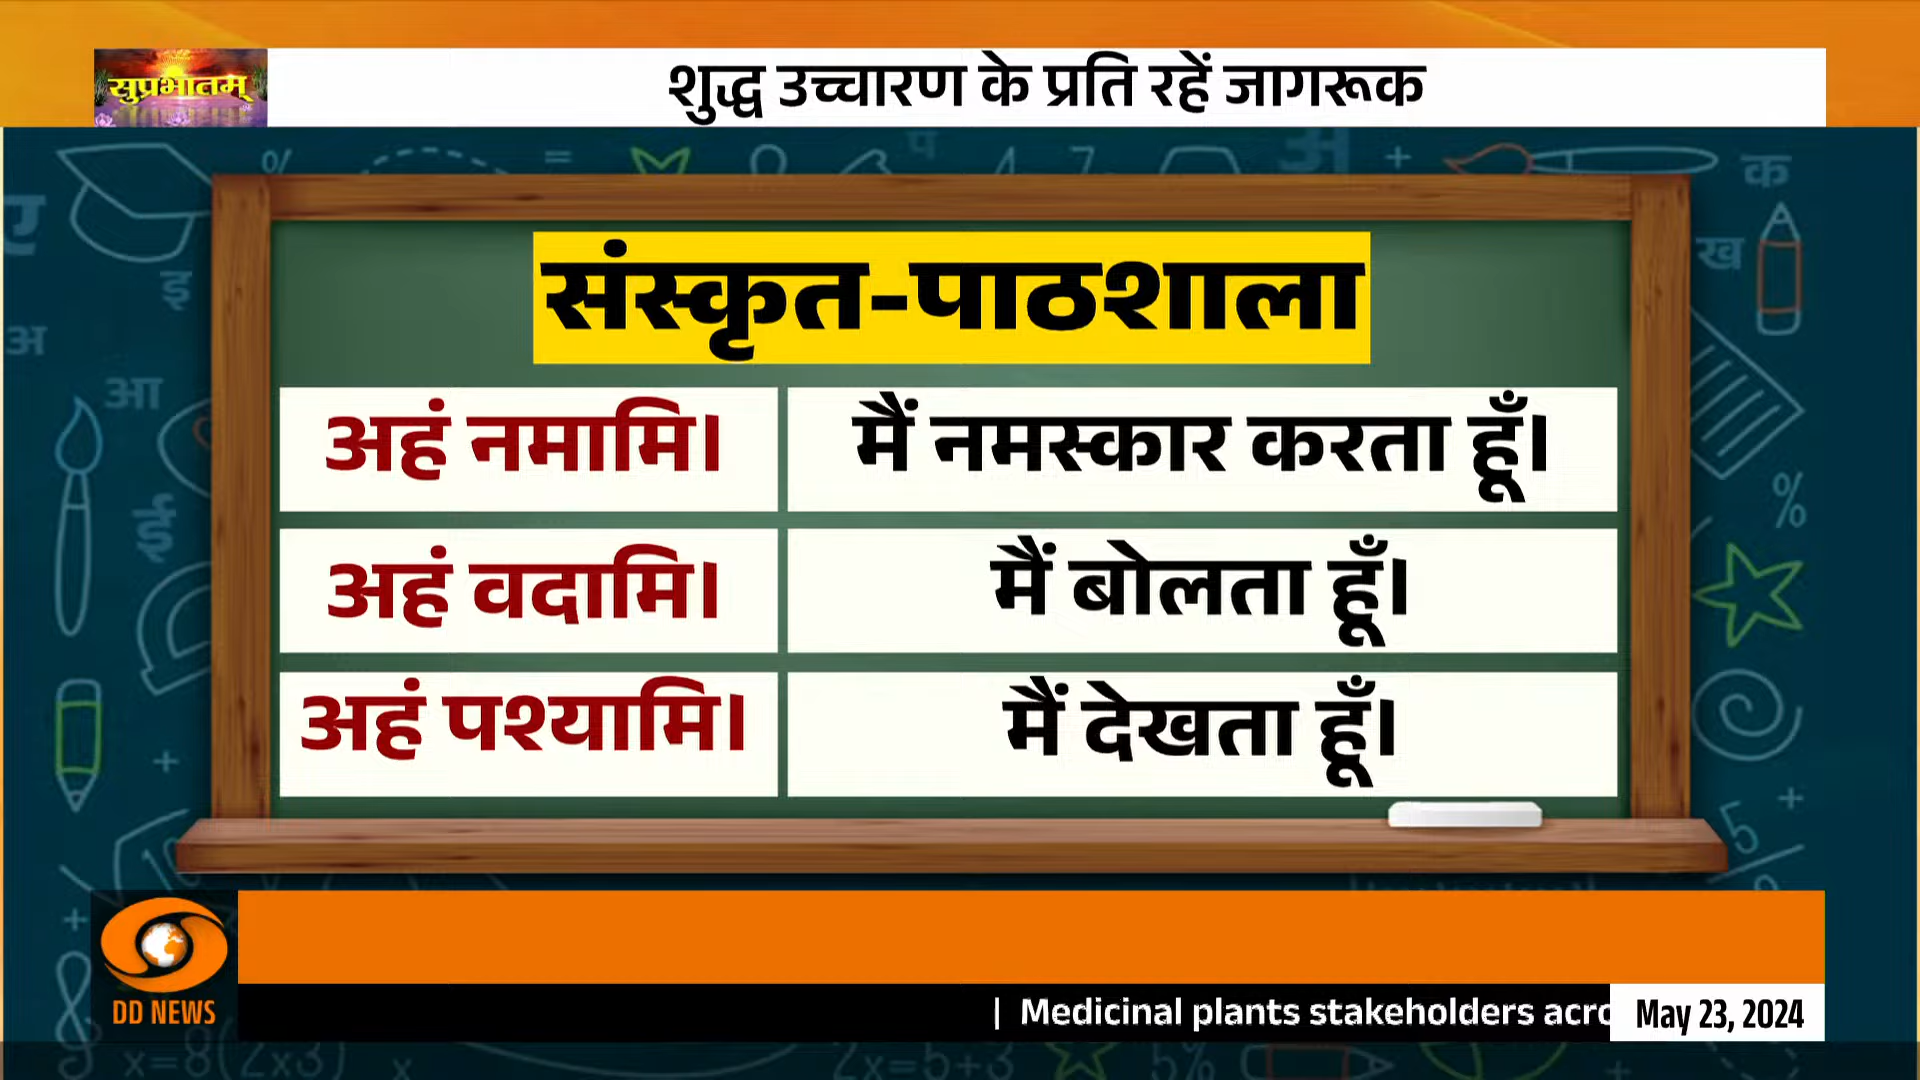 सुप्रभातम्
शुद्ध उच्चारण के प्रति रहें जागरूक
संस्कृत-पाठशाला
अहं नमामि। मैं नमस्कार करता हूँ।
अहं वदामि। मैं बोलता हूँ।
अहं पश्यामि। मैं देखता हूँ।
DD NEWS
| Medicinal plants stakeholders acro
May 23, 2024